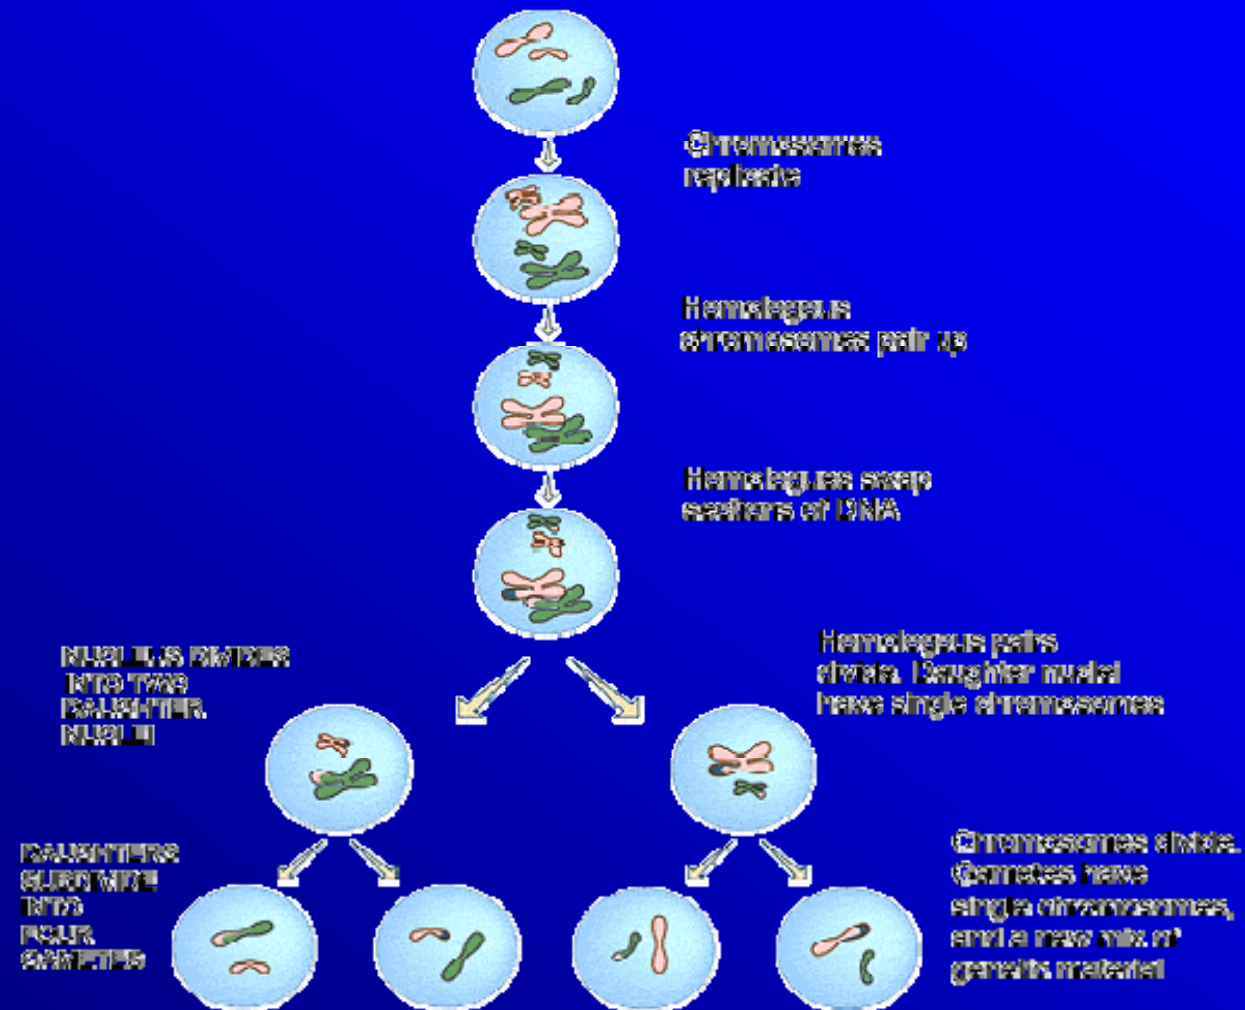 Chromosomes
replicate
Homologous
chromosomes pair up
Homologues swap
sections of DNA
NUCLEUS DIVIDES
INTO TWO
DAUGHTER
NUCLEI
Homologous pairs
divide. Daughter nuclei
have single chromosomes
DAUGHTERS
SUBDIVIDE
INTO
FOUR
GAMETES
Chromosomes divide.
Gametes have
single chromosomes,
and a new mix of
genetic material